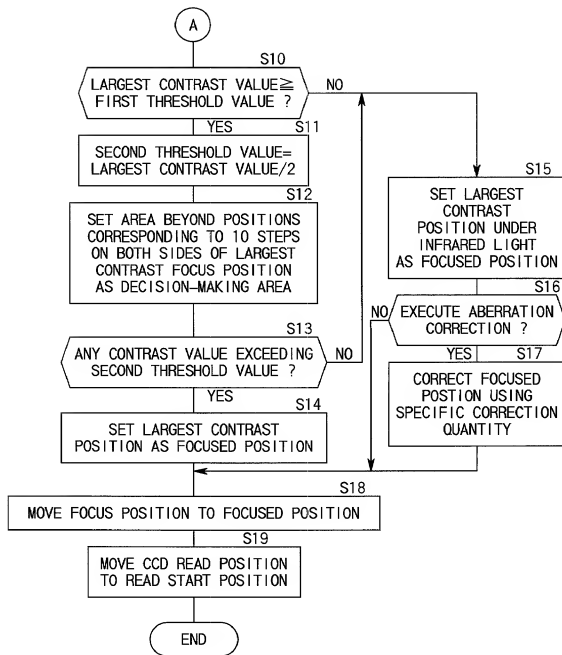 A
S10
LARGEST CONTRAST VALUE≧
FIRST THRESHOLD VALUE ?
NO
YES
S11
SECOND THRESHOLD VALUE=
LARGEST CONTRAST VALUE/2
S12
SET AREA BEYOND POSITIONS
CORRESPONDING TO 10 STEPS
ON BOTH SIDES OF LARGEST
CONTRAST FOCUS POSITION
AS DECISION-MAKING AREA
S13
ANY CONTRAST VALUE EXCEEDING
SECOND THRESHOLD VALUE ?
NO
YES
S14
SET LARGEST CONTRAST
POSITION AS FOCUSED POSITION
S15
SET LARGEST
CONTRAST
POSITION UNDER
INFRARED LIGHT
AS FOCUSED POSITION
S16
NO
EXECUTE ABERRATION
CORRECTION ?
YES
S17
CORRECT FOCUSED
POSTION USING
SPECIFIC CORRECTION
QUANTITY
S18
MOVE FOCUS POSITION TO FOCUSED POSITION
S19
MOVE CCD READ POSITION
TO READ START POSITION
END